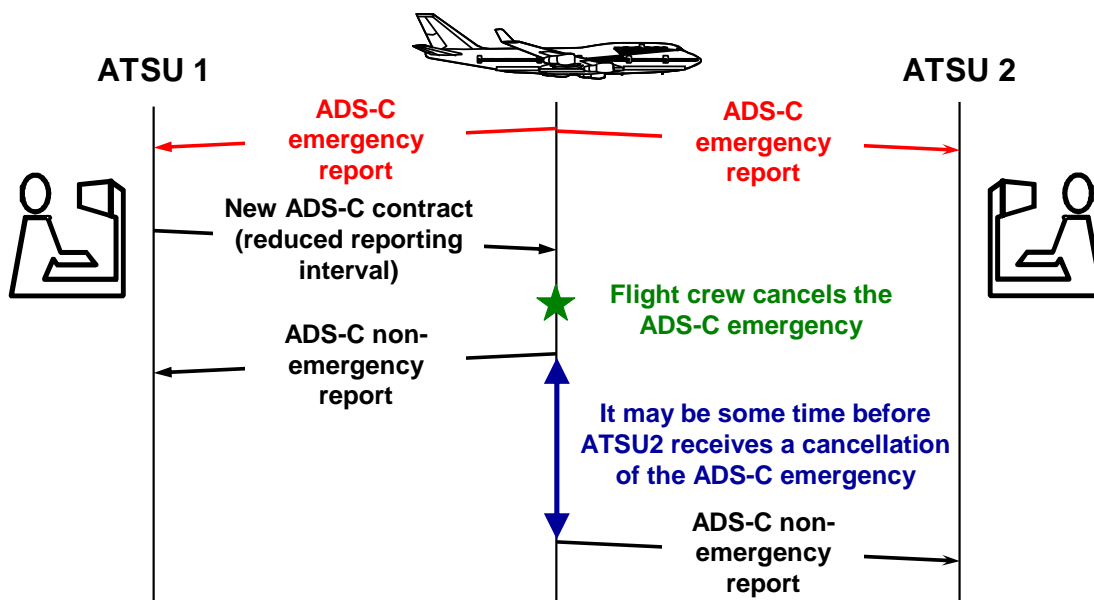 ATSU 1
ATSU 2
ADS-C
emergency
report
ADS-C
emergency
report
New ADS-C contract
(reduced reporting
interval)
Flight crew cancels the
ADS-C emergency
ADS-C non-
emergency
report
It may be some time before
ATSU2 receives a cancellation
of the ADS-C emergency
ADS-C non-
emergency
report